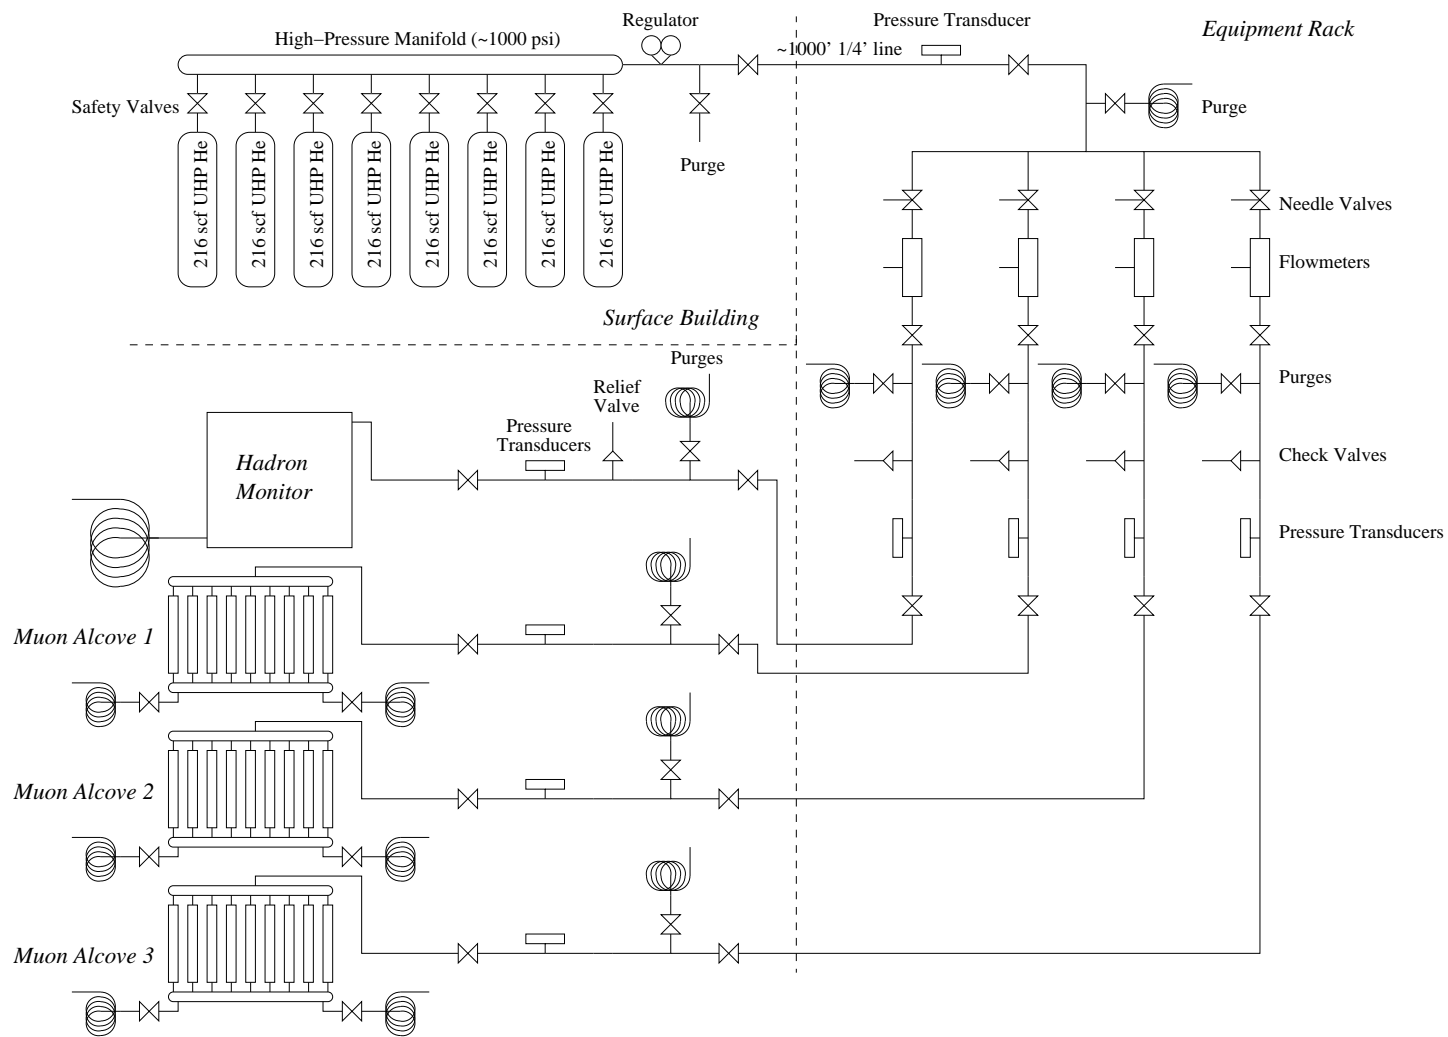 Regulator
Pressure Transducer
Equipment Rack
High−Pressure Manifold (~1000 psi)
~1000' 1/4' line
Safety Valves
Purge
Purge
216 scf UHP He
216 scf UHP He
216 scf UHP He
216 scf UHP He
216 scf UHP He
216 scf UHP He
216 scf UHP He
216 scf UHP He
Needle Valves
Flowmeters
Surface Building
Purges
Purges
Relief
Valve
Pressure
Transducers
Hadron
Monitor
Check Valves
Pressure Transducers
Muon Alcove 1
Muon Alcove 2
Muon Alcove 3